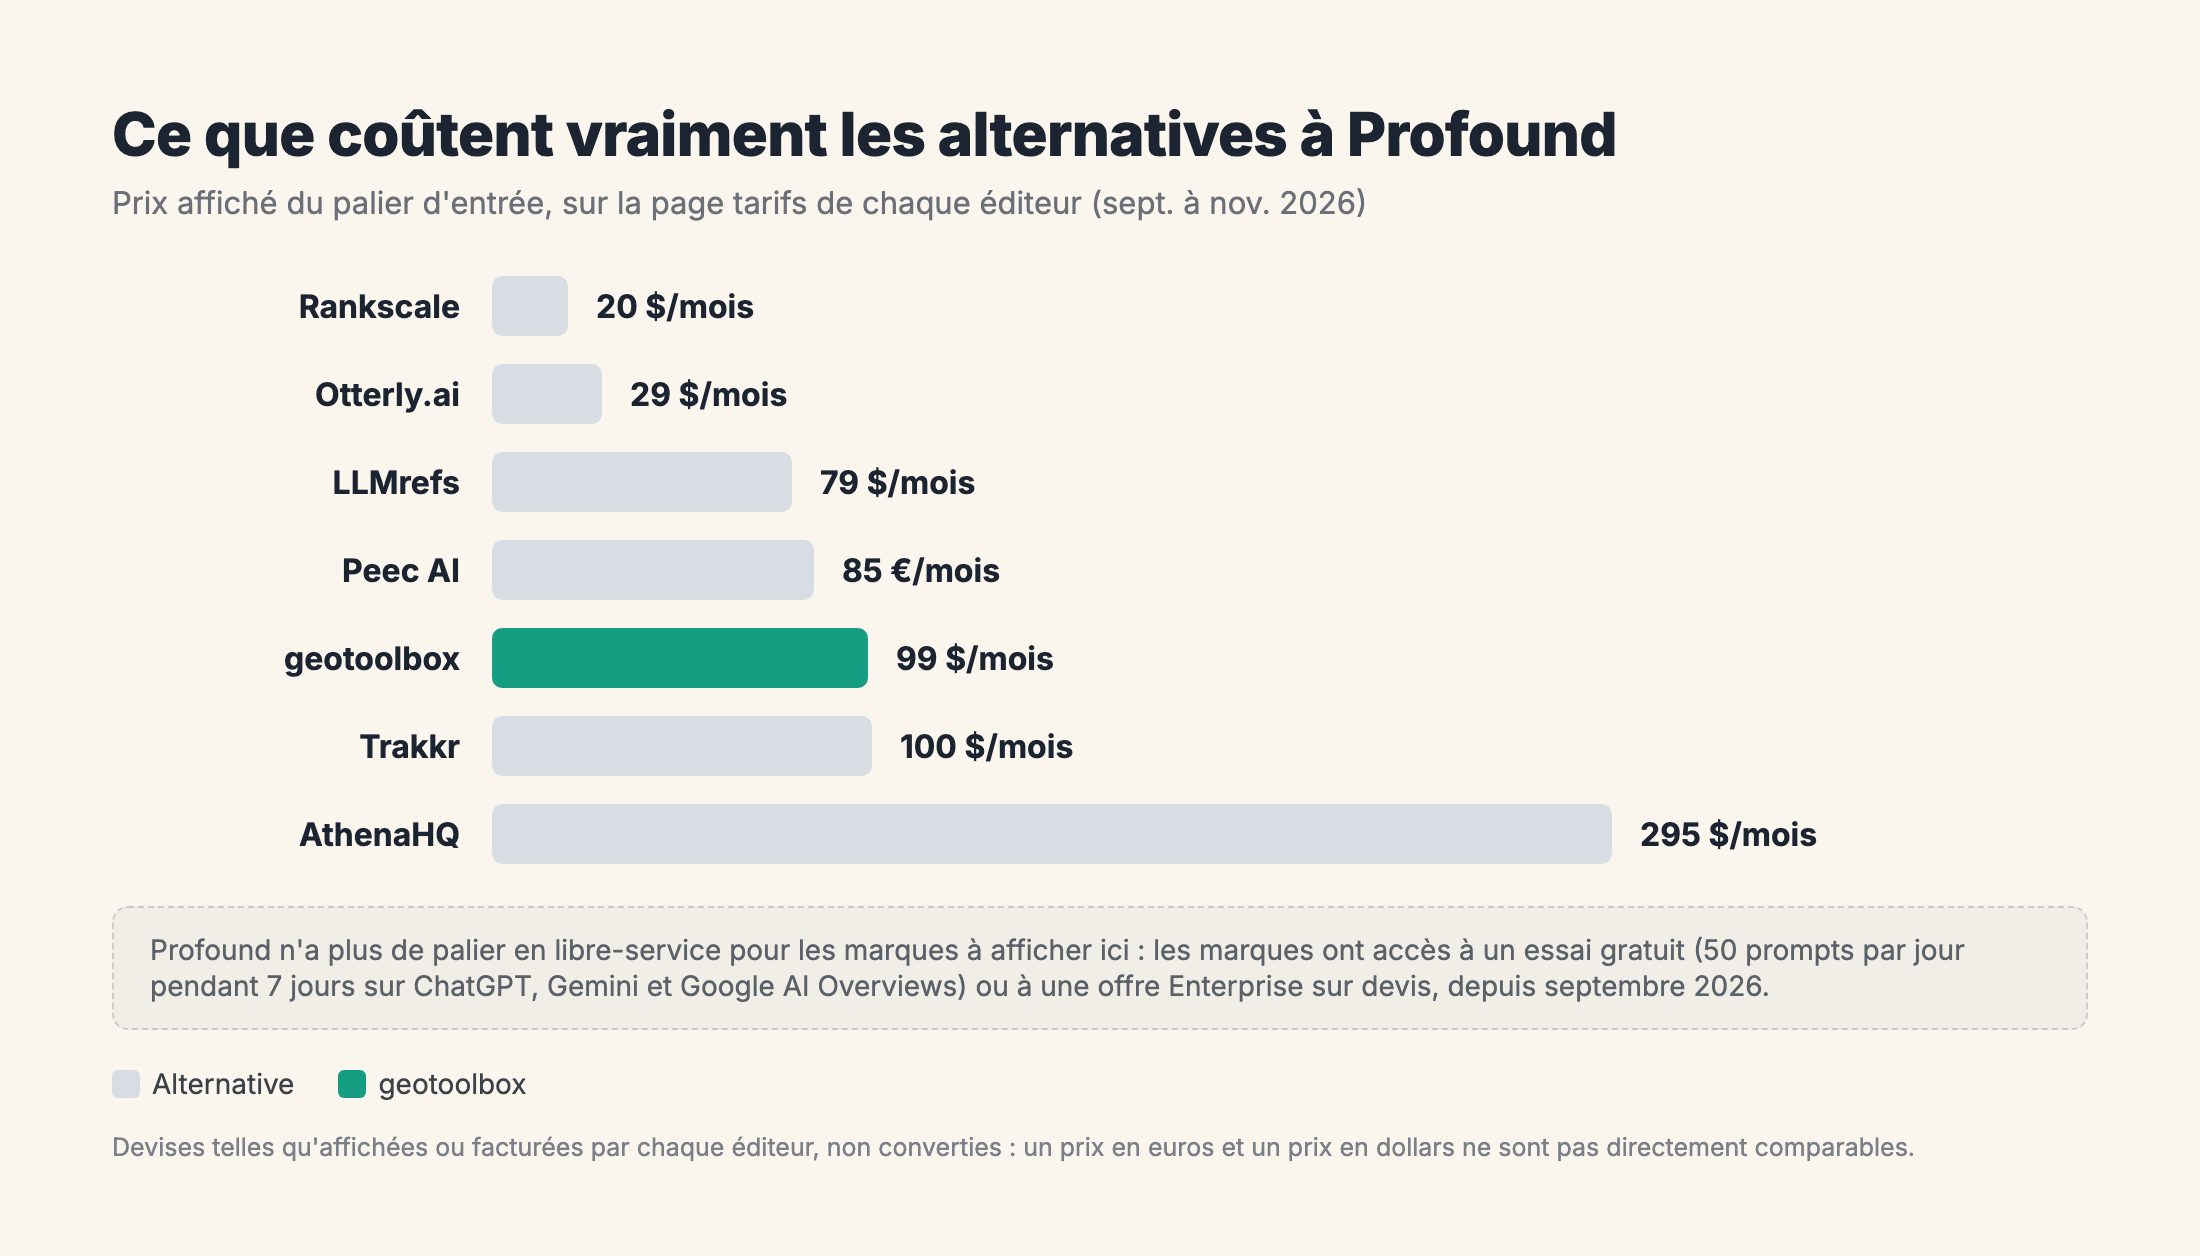 Ce que coûtent vraiment les alternatives à Profound
Prix affiché du palier d'entrée, sur la page tarifs de chaque éditeur (sept. à nov. 2026)
Rankscale 20 $/mois
Otterly.ai 29 $/mois
LLMrefs 79 $/mois
Peec AI 85 €/mois
geotoolbox 99 $/mois
Trakkr 100 $/mois
AthenaHQ 295 $/mois
Profound n'a plus de palier en libre-service pour les marques à afficher ici : les marques ont accès à un essai gratuit (50 prompts par jour
pendant 7 jours sur ChatGPT, Gemini et Google AI Overviews) ou à une offre Enterprise sur devis, depuis septembre 2026.
Alternative geotoolbox
Devises telles qu'affichées ou facturées par chaque éditeur, non converties : un prix en euros et un prix en dollars ne sont pas directement comparables.